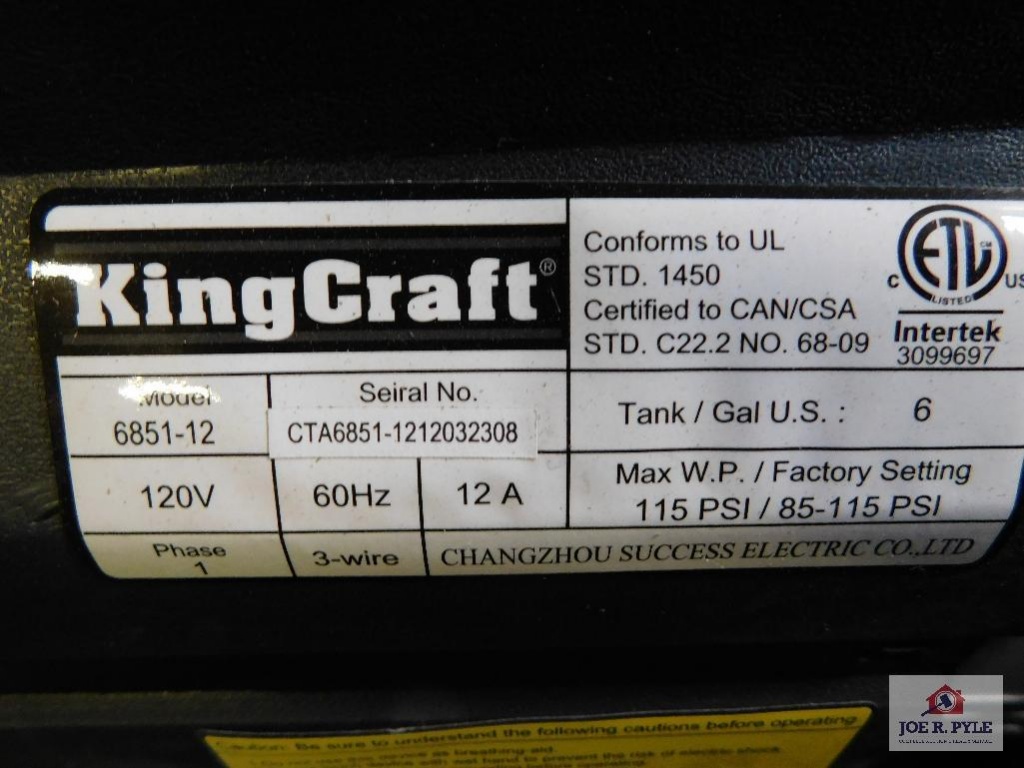 KingCraft®
Conforms to UL
STD. 1450
Certified to CAN/CSA
STD. C22.2 NO. 68-09
C ETL CM US
LISTED
Intertek
3099697
Model
6851-12
Seiral No.
CTA6851-1212032308
Tank / Gal U.S. : 6
120V
60Hz
12 A
Max W.P. / Factory Setting
115 PSI / 85-115 PSI
Phase
1
3-wire
CHANGZHOU SUCCESS ELECTRIC CO.,LTD
Caution: Be sure to understand the following cautions before operating
JOE R. PYLE